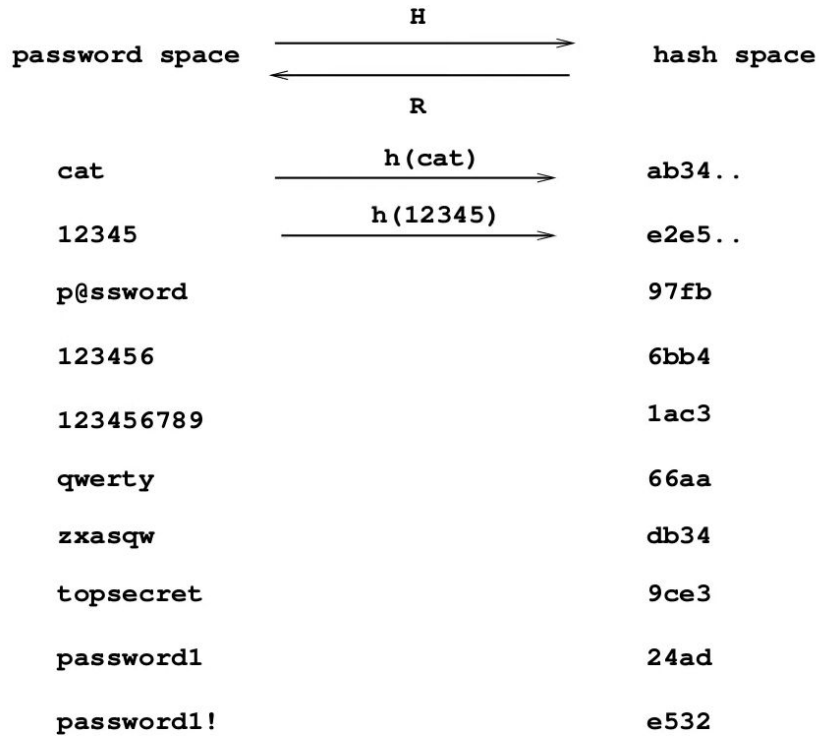 H
password space hash space
R
cat h(cat) ab34..
12345 h(12345) e2e5..
p@ssword 97fb
123456 6bb4
123456789 1ac3
qwerty 66aa
zxasqw db34
topsecret 9ce3
password1 24ad
password1! e532